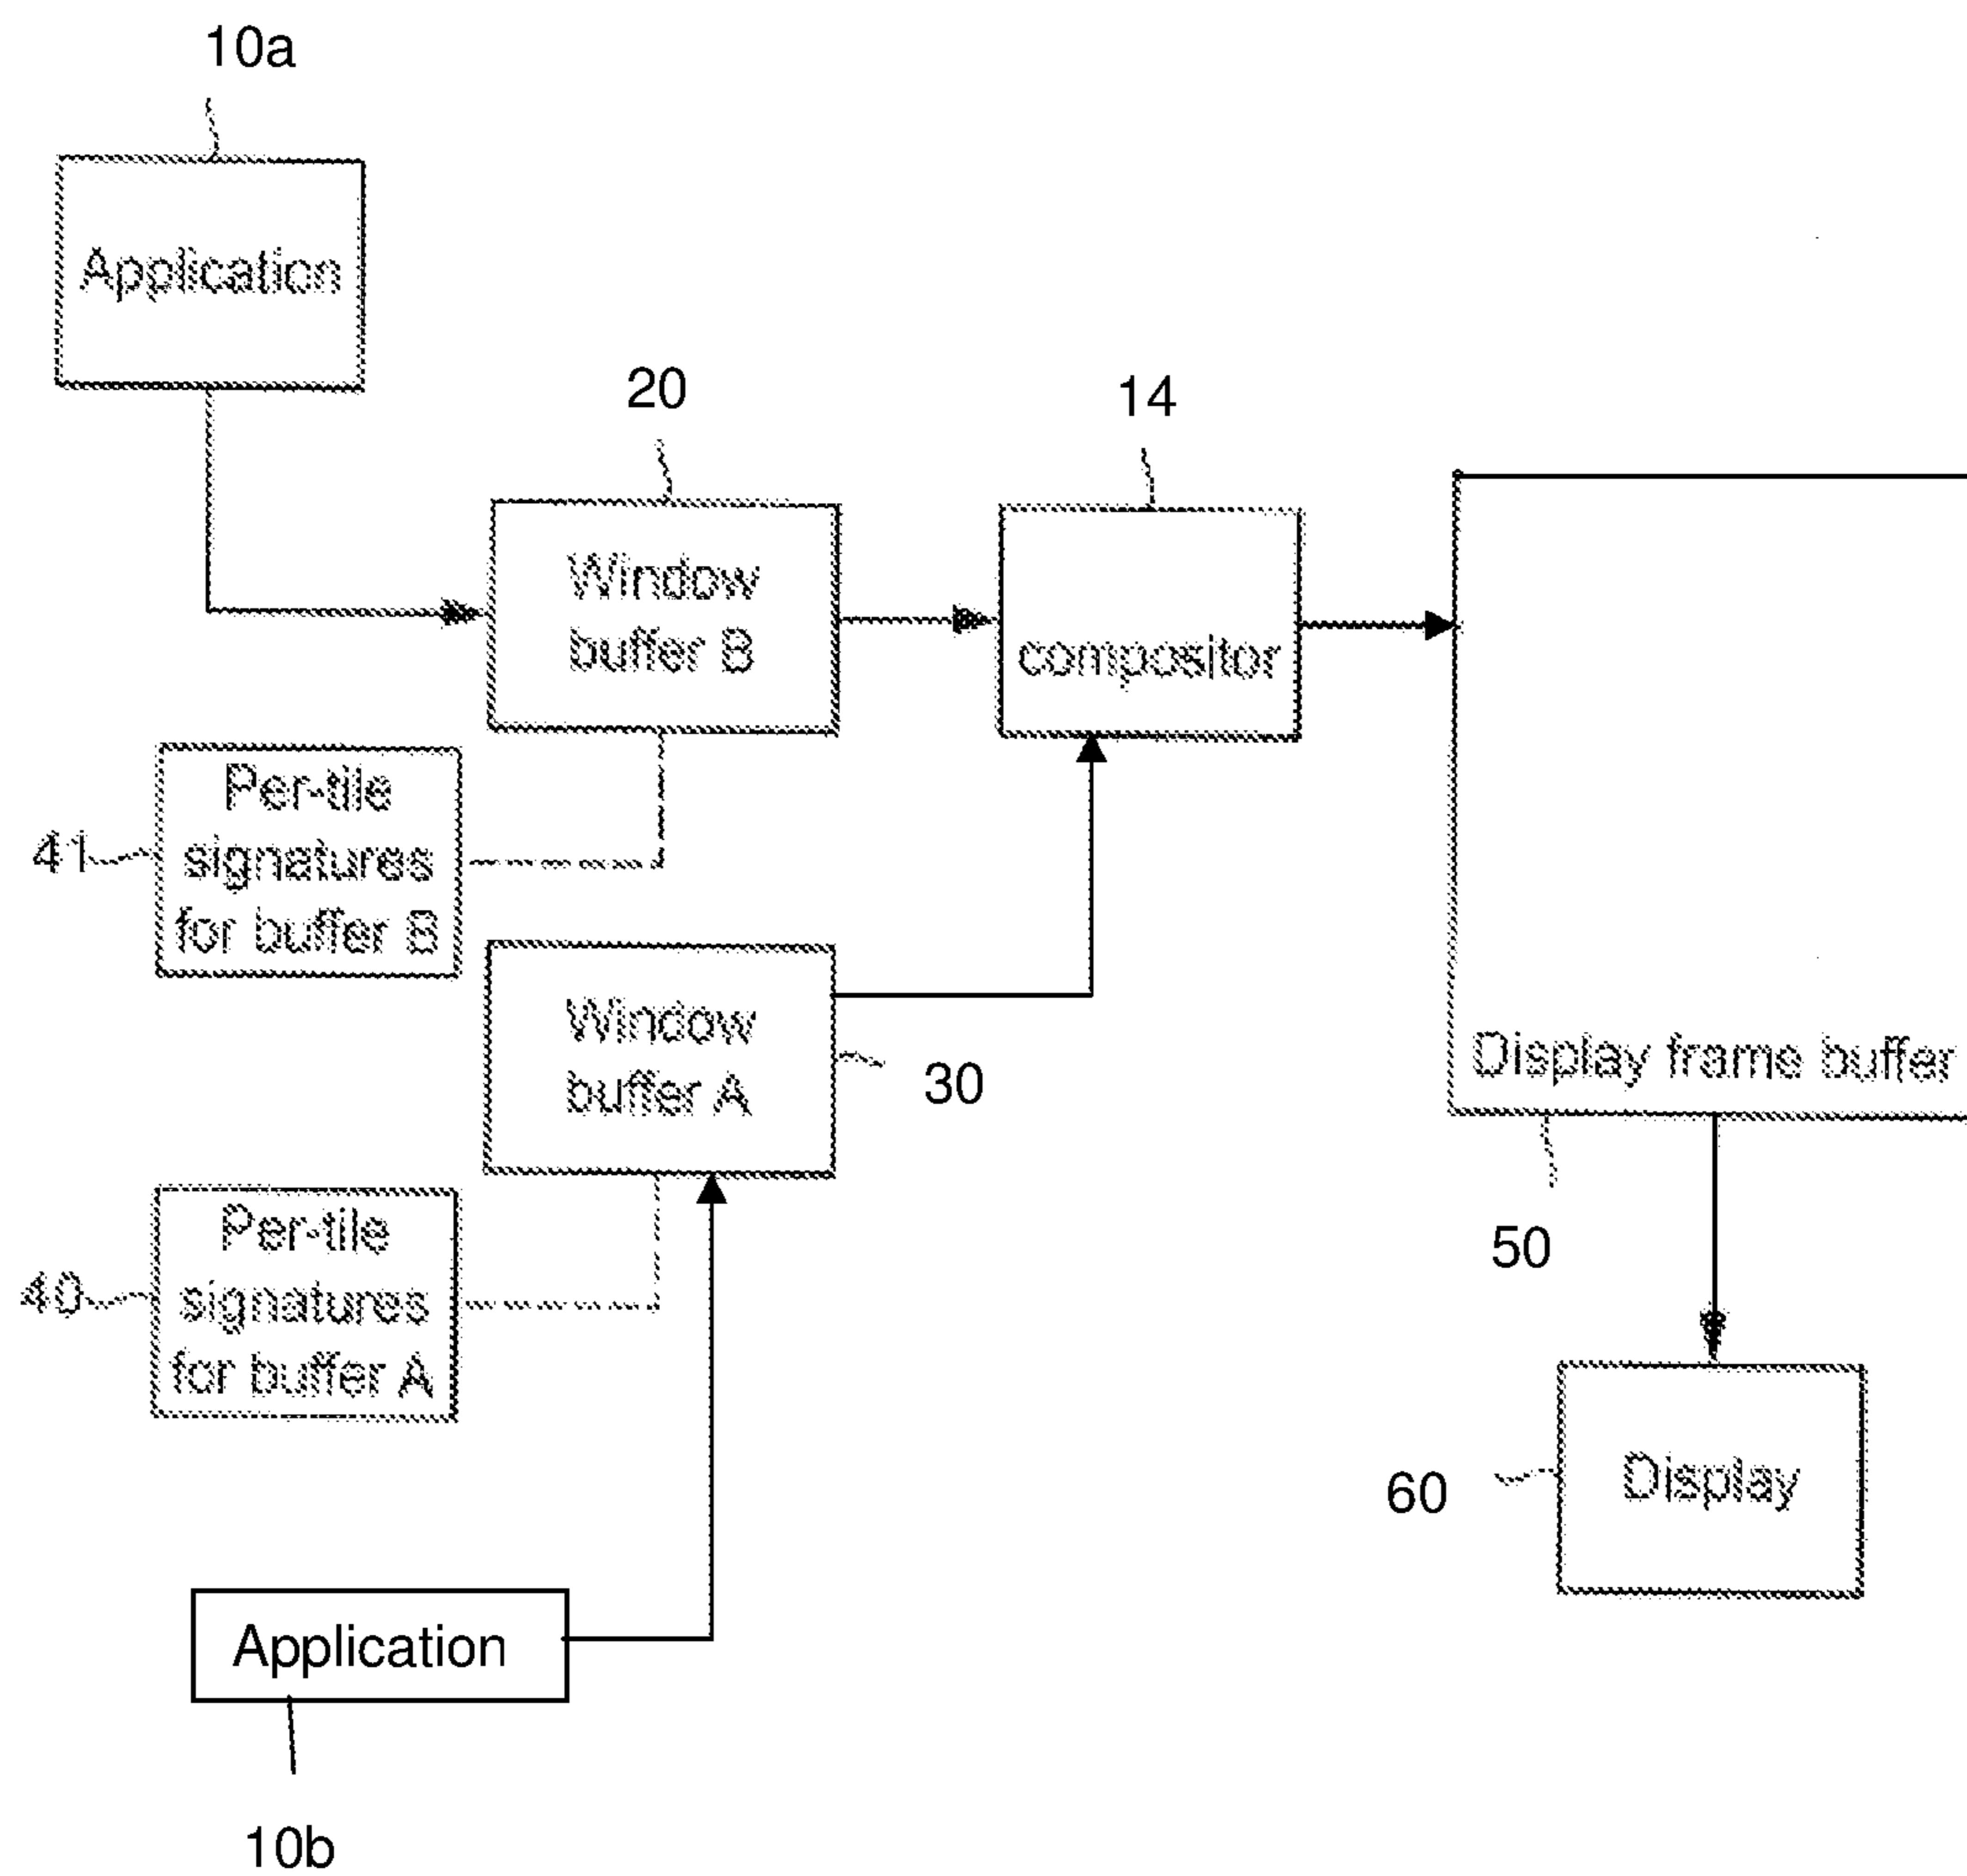 10a
Application
20
14
Window
buffer B
compositor
Per-tile
signatures
for buffer B
41
Window
buffer A
30
Display frame buffer
50
Per-tile
signatures
for buffer A
40
Display
60
Application
10b